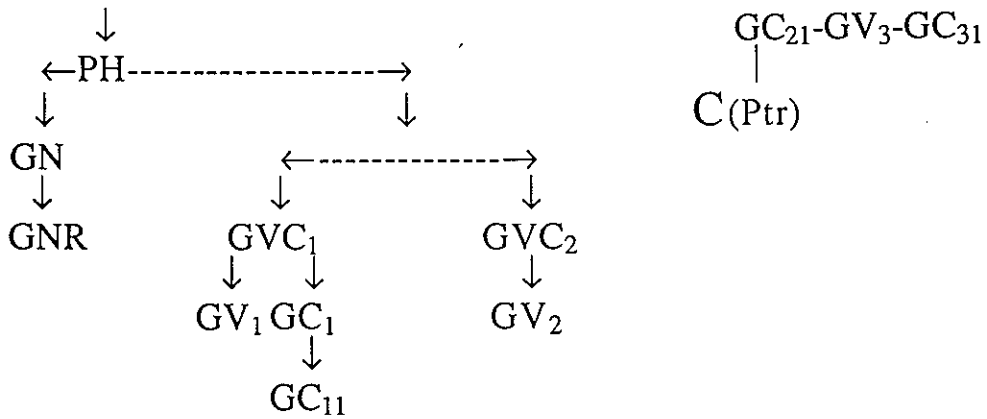 GC₂₁-GV₃-GC₃₁
←PH---------------------→
C(Ptr)
GN
←-----------------→
GNR GVC₁ GVC₂
GV₁ GC₁ GV₂
GC₁₁